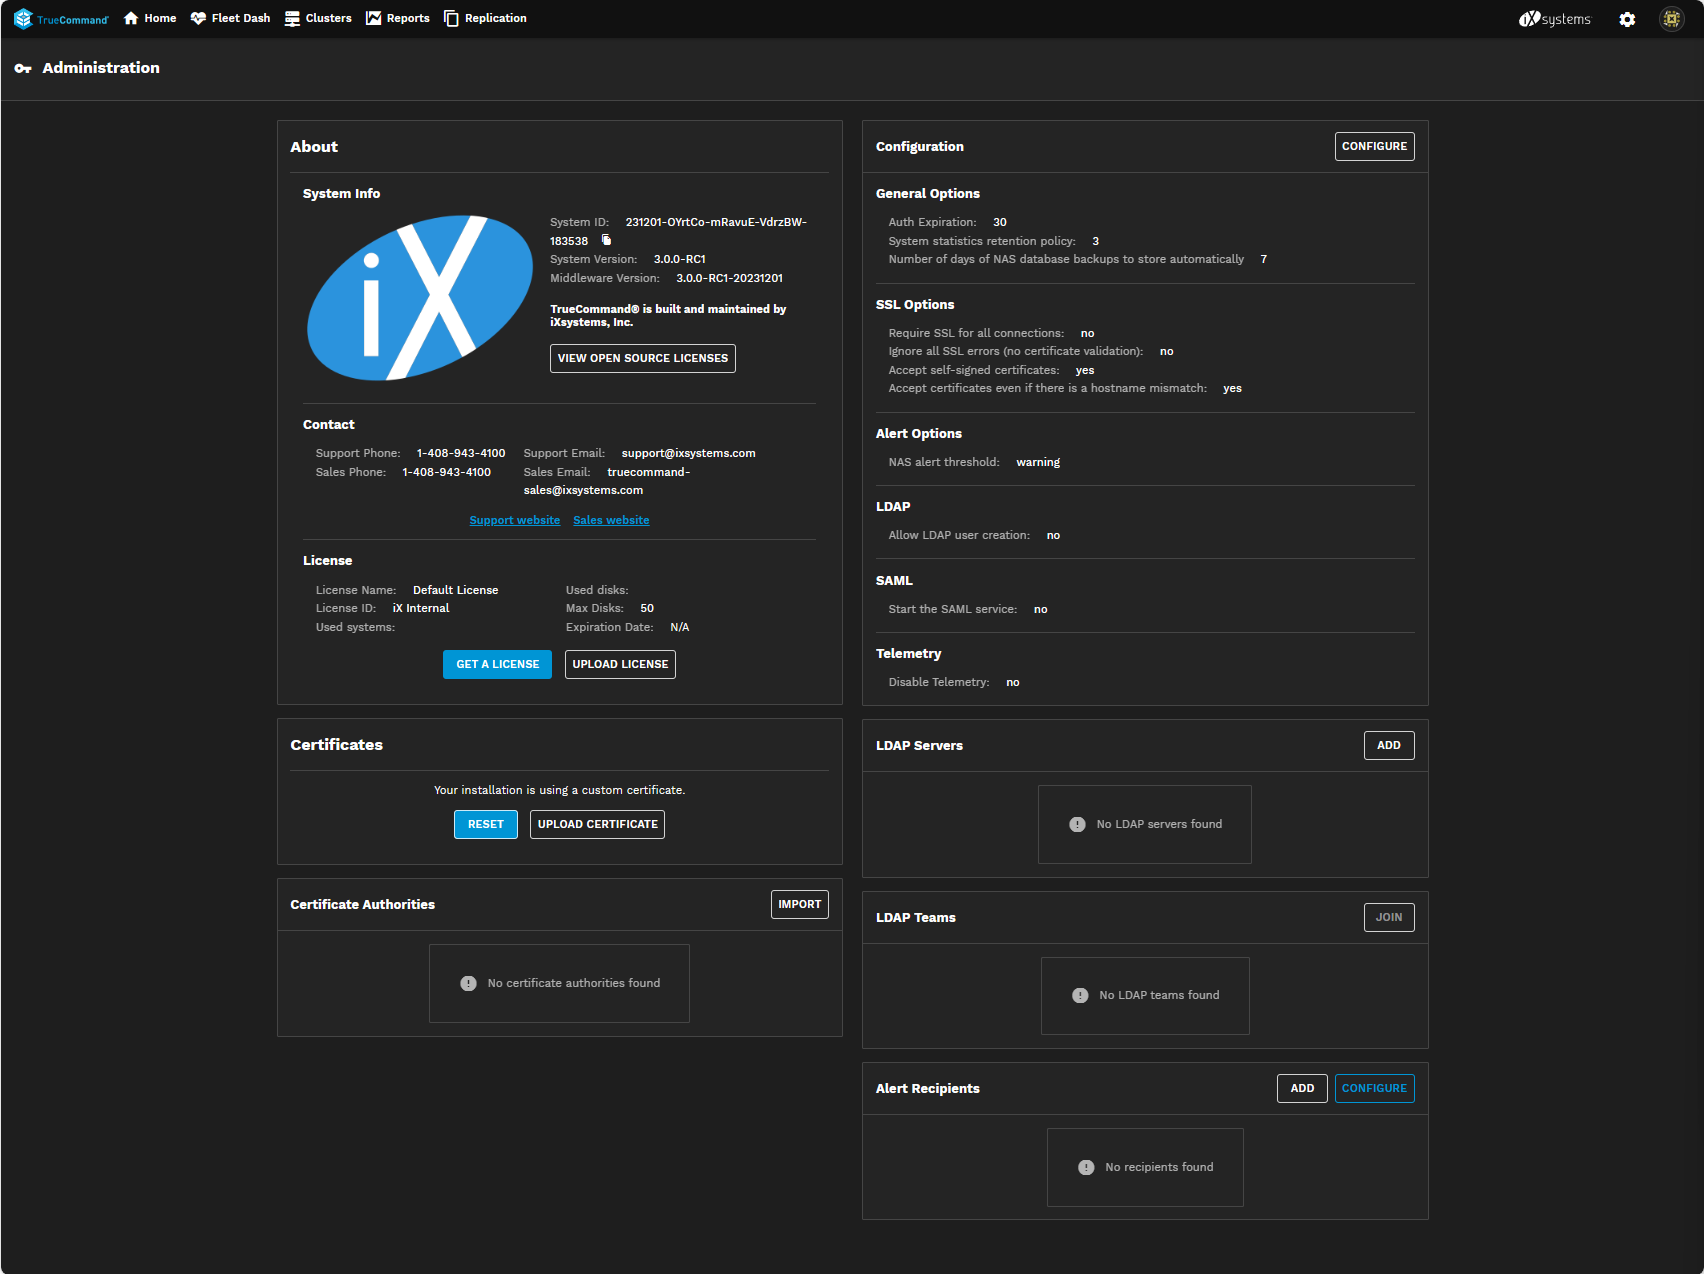 TrueCommand Home Fleet Dash Clusters Reports Replication iXsystems
Administration
About
System Info
iX
System ID: 231201-OYrtCo-mRavuE-VdrzBW-
183538
System Version: 3.0.0-RC1
Middleware Version: 3.0.0-RC1-20231201
TrueCommand® is built and maintained by
iXsystems, Inc.
VIEW OPEN SOURCE LICENSES
Contact
Support Phone: 1-408-943-4100
Sales Phone: 1-408-943-4100
Support Email: support@ixsystems.com
Sales Email: truecommand-
sales@ixsystems.com
Support website Sales website
License
License Name: Default License
License ID: iX Internal
Used systems:
Used disks:
Max Disks: 50
Expiration Date: N/A
GET A LICENSE UPLOAD LICENSE
Certificates
Your installation is using a custom certificate.
RESET UPLOAD CERTIFICATE
Certificate Authorities IMPORT
No certificate authorities found
Configuration CONFIGURE
General Options
Auth Expiration: 30
System statistics retention policy: 3
Number of days of NAS database backups to store automatically 7
SSL Options
Require SSL for all connections: no
Ignore all SSL errors (no certificate validation): no
Accept self-signed certificates: yes
Accept certificates even if there is a hostname mismatch: yes
Alert Options
NAS alert threshold: warning
LDAP
Allow LDAP user creation: no
SAML
Start the SAML service: no
Telemetry
Disable Telemetry: no
LDAP Servers ADD
No LDAP servers found
LDAP Teams JOIN
No LDAP teams found
Alert Recipients ADD CONFIGURE
No recipients found